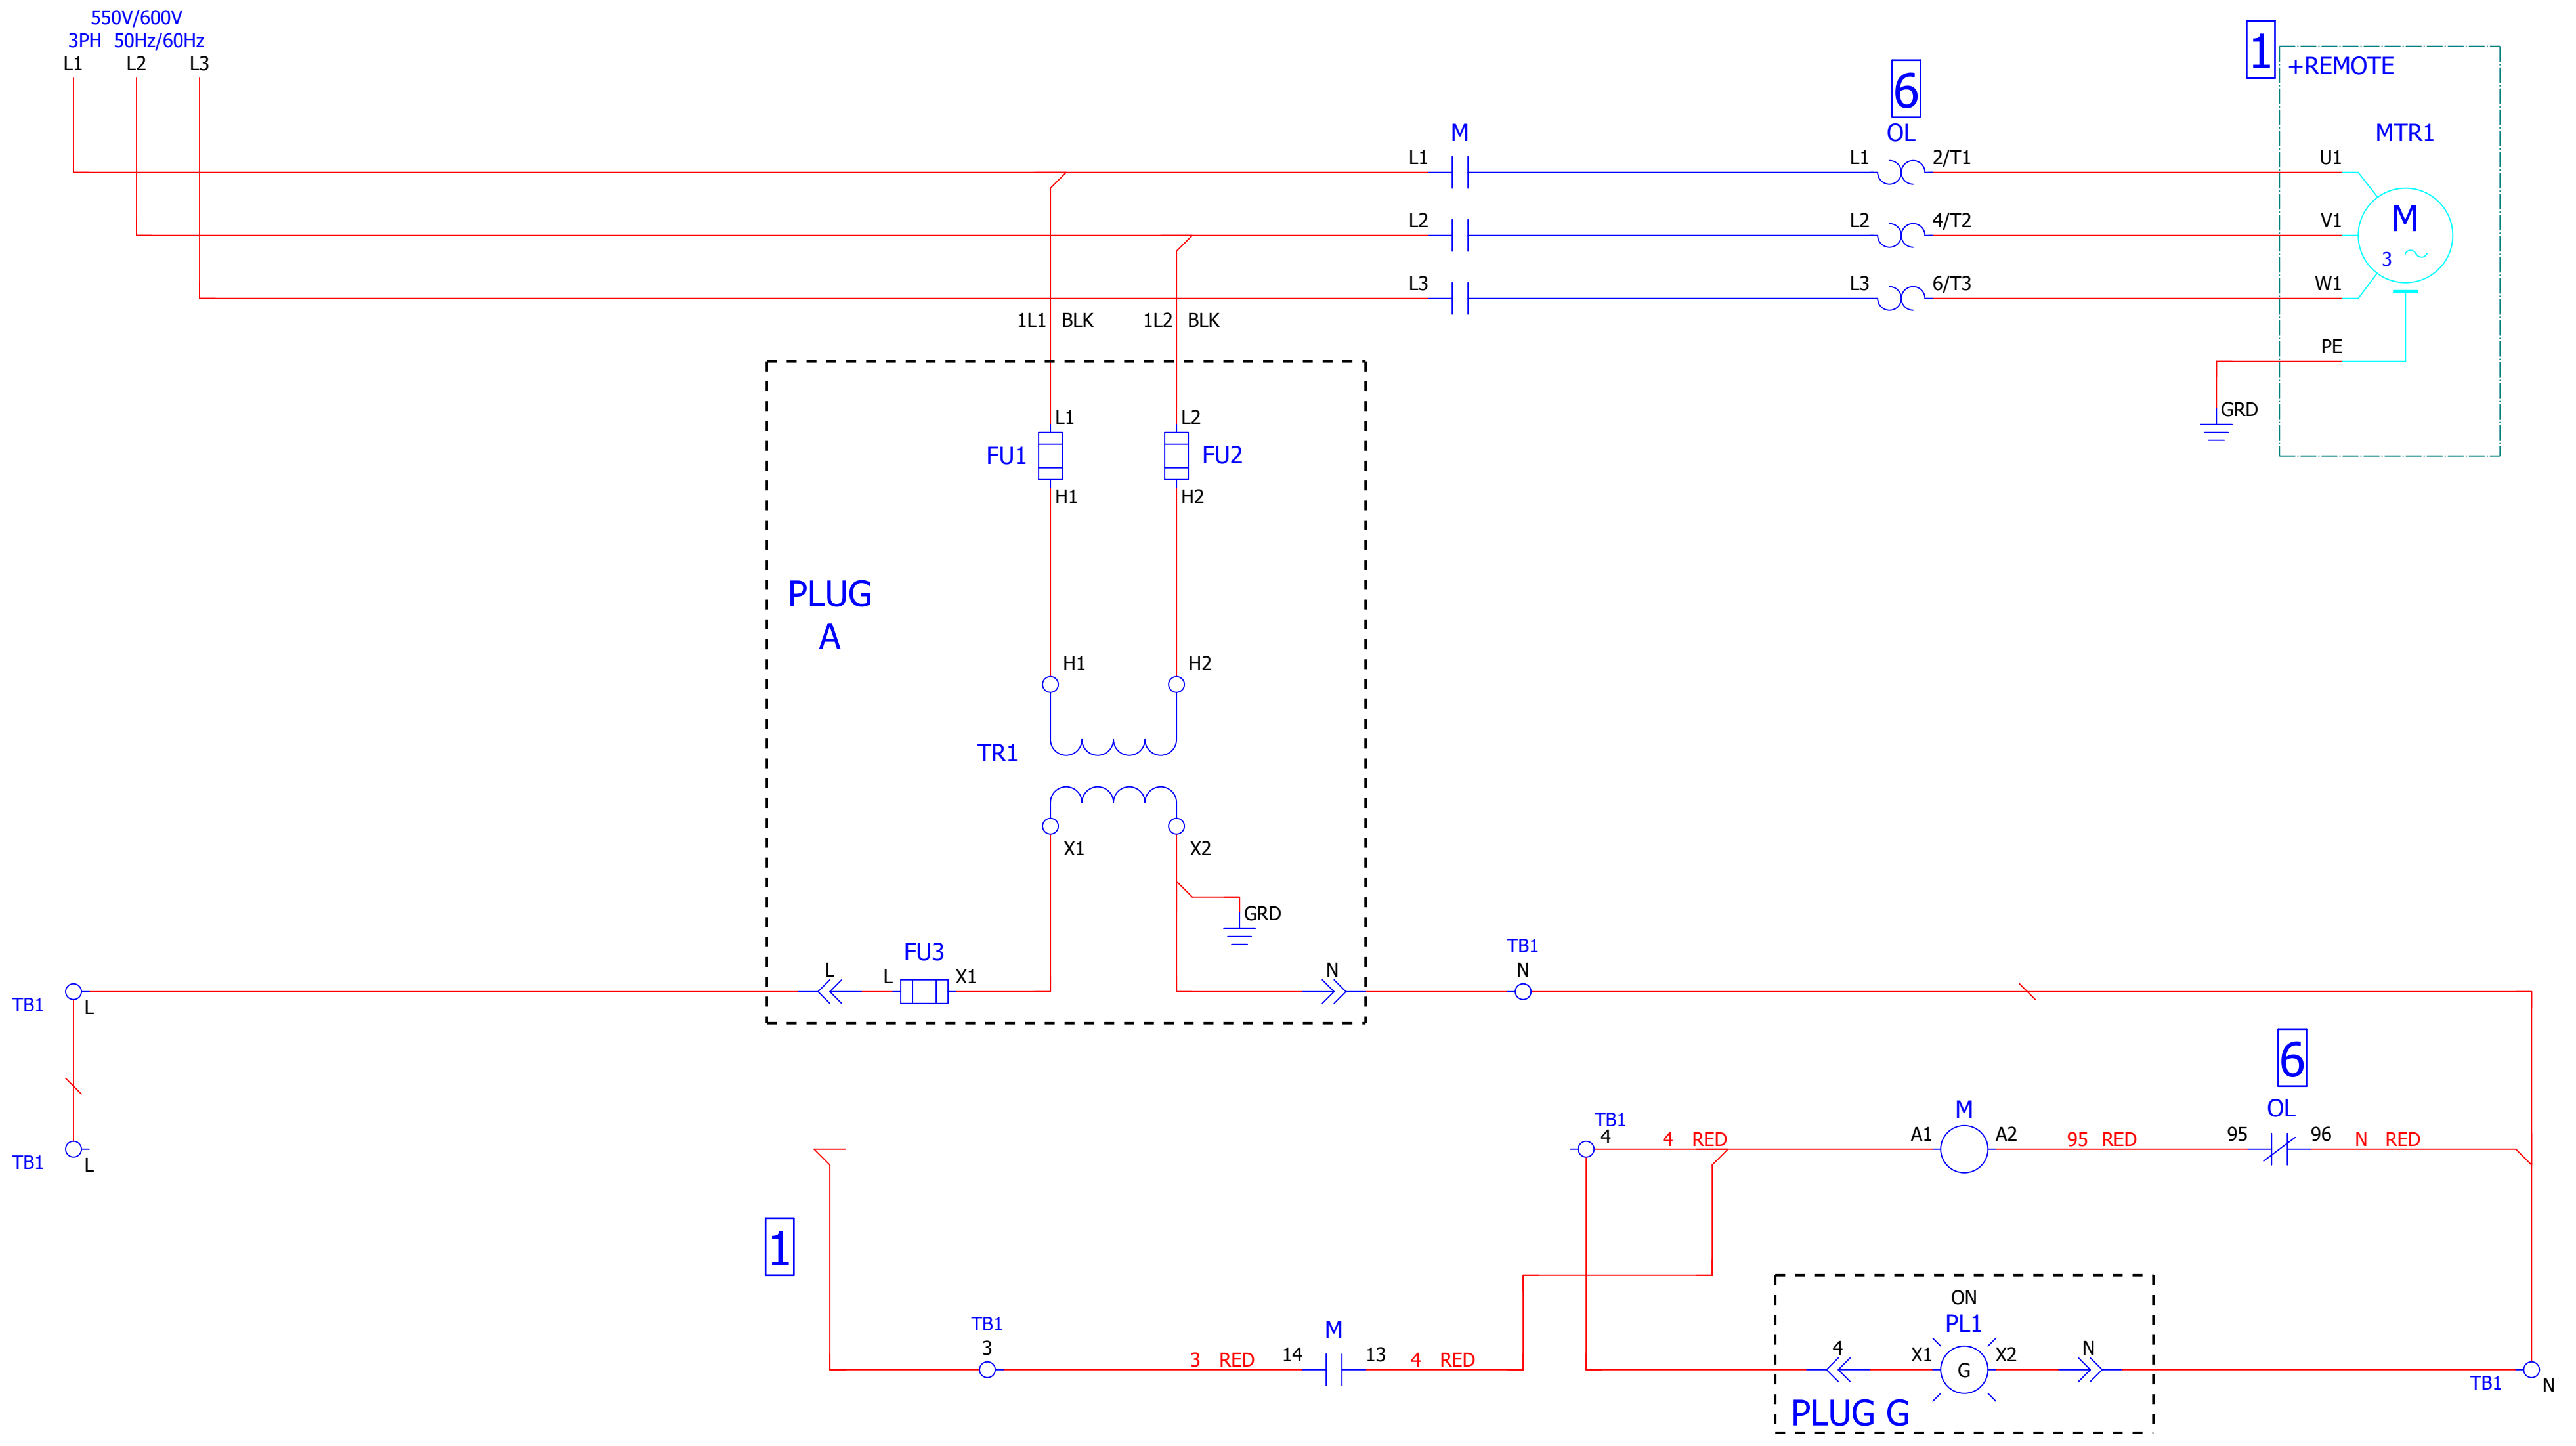 550V/600V
3PH 50Hz/60Hz
L1 L2 L3
1
+REMOTE
6
OL
M
MTR1
L1 L1 2/T1 U1
L2 L2 4/T2 V1
M
3
L3 L3 6/T3 W1
1L1 BLK 1L2 BLK
PE
GRD
L1 L2
FU1 FU2
H1 H2
PLUG
A
H1 H2
TR1
X1 X2
GRD
FU3
L L X1 N
TB1
N
TB1 L
6
OL
TB1
4
4 RED
M
A1 A2
95 RED
95 96
N RED
TB1 L
1
ON
PL1
TB1
3
3 RED
M
14 13
4 RED
4 X1 G X2 N
TB1 N
PLUG G